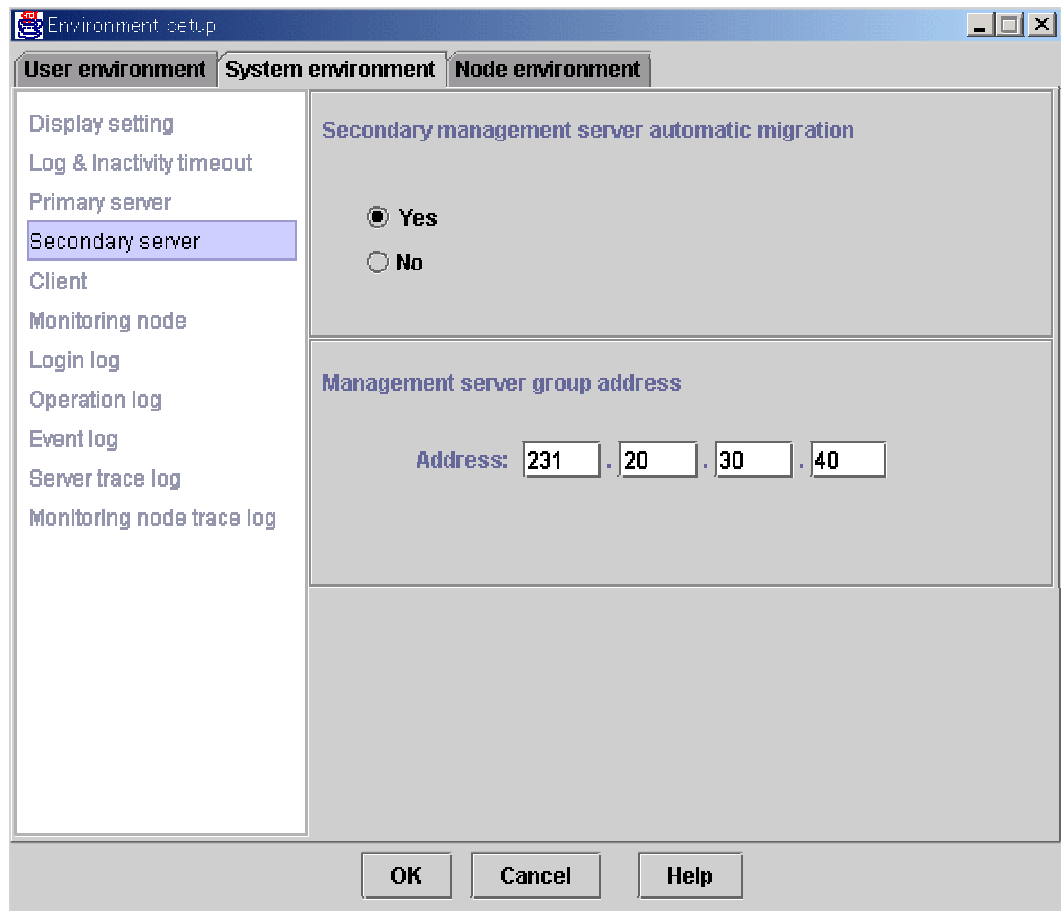 Environment setup
User environment System environment Node environment
Display setting
Log & Inactivity timeout
Primary server
Secondary server
Client
Monitoring node
Login log
Operation log
Event log
Server trace log
Monitoring node trace log
Secondary management server automatic migration
Yes
No
Management server group address
Address: 231 . 20 . 30 . 40
OK Cancel Help